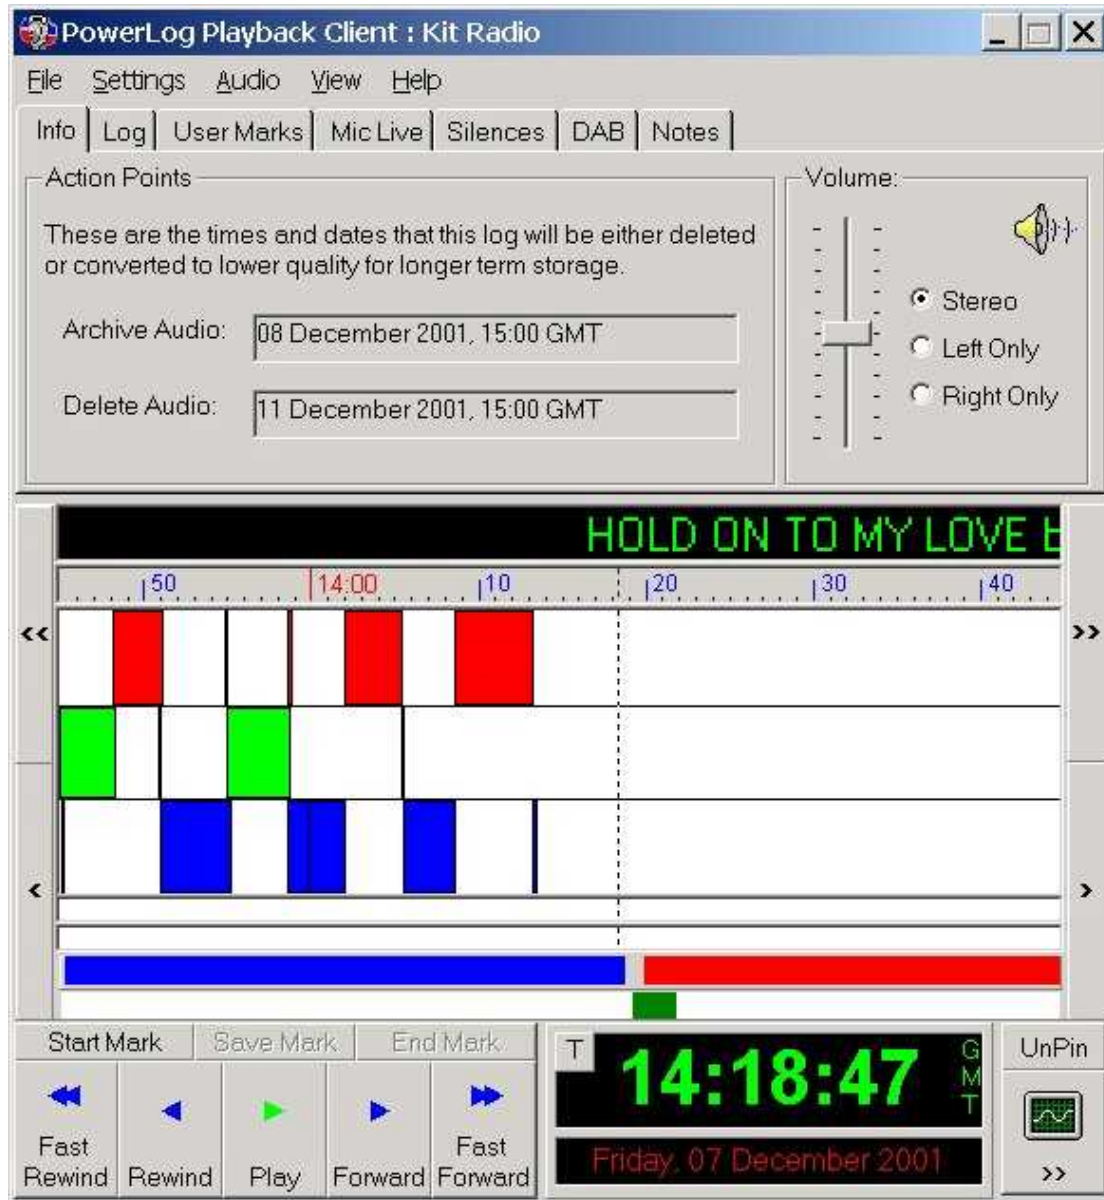 PowerLog Playback Client : Kit Radio
File Settings Audio View Help
Info Log User Marks Mic Live Silences DAB Notes
Action Points
Volume:
These are the times and dates that this log will be either deleted
or converted to lower quality for longer term storage.
Archive Audio: 08 December 2001, 15:00 GMT
Delete Audio: 11 December 2001, 15:00 GMT
Stereo
Left Only
Right Only
HOLD ON TO MY LOVE
50 14:00 10 20 30 40
<< >>
< >
Start Mark Save Mark End Mark
Fast Rewind
Rewind
Play
Forward
Fast Forward
T 14:18:47 GMT
Friday, 07 December 2001
UnPin
>>